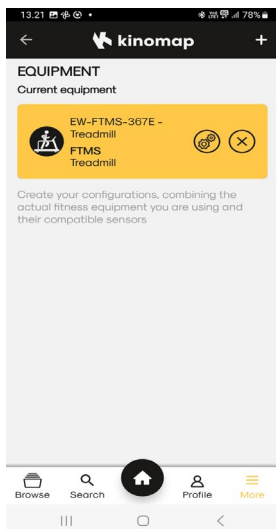 13.21
78%
kinomap
EQUIPMENT
Current equipment
EW-FTMS-367E -
Treadmill
FTMS
Treadmill
Create your configurations, combining the
actual fitness equipment you are using and
their compatible sensors
Browse
Search
Profile
More